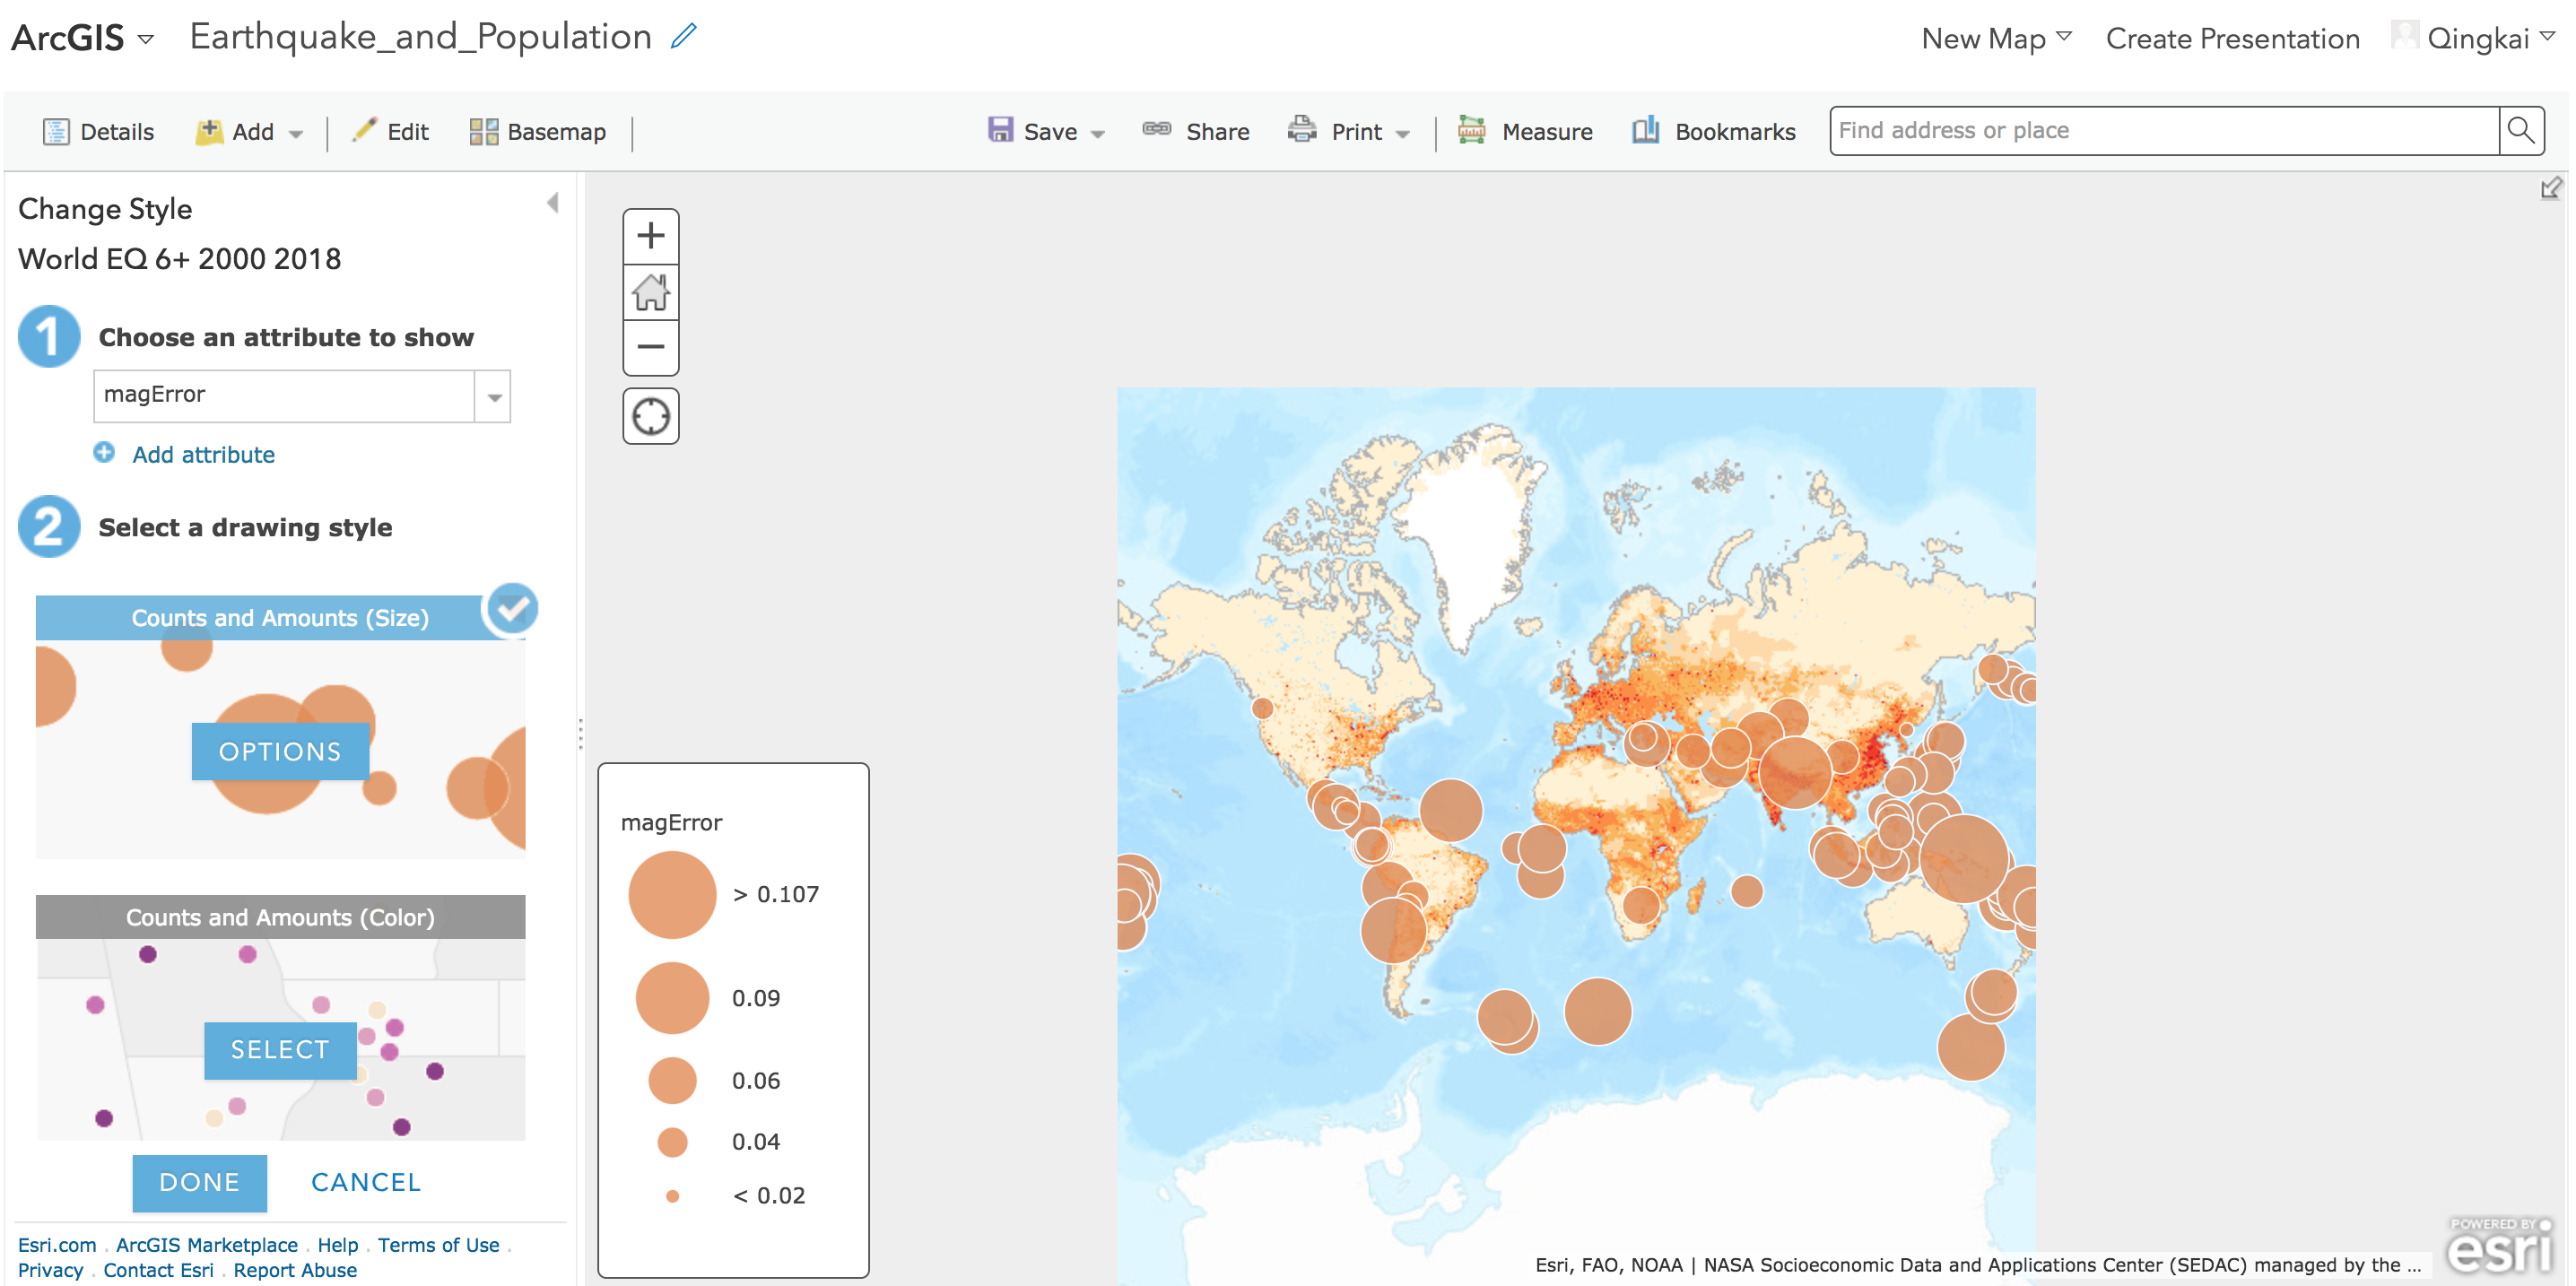 ArcGIS Earthquake_and_Population New Map Create Presentation Qingkai
Details Add Edit Basemap Save Share Print Measure Bookmarks Find address or place
Change Style
World EQ 6+ 2000 2018
1 Choose an attribute to show
magError
Add attribute
2 Select a drawing style
Counts and Amounts (Size)
OPTIONS
Counts and Amounts (Color)
SELECT
DONE CANCEL
Esri.com . ArcGIS Marketplace . Help . Terms of Use .
Privacy . Contact Esri . Report Abuse
magError
> 0.107
0.09
0.06
0.04
< 0.02
Esri, FAO, NOAA | NASA Socioeconomic Data and Applications Center (SEDAC) managed by the ...
POWERED BY
esri